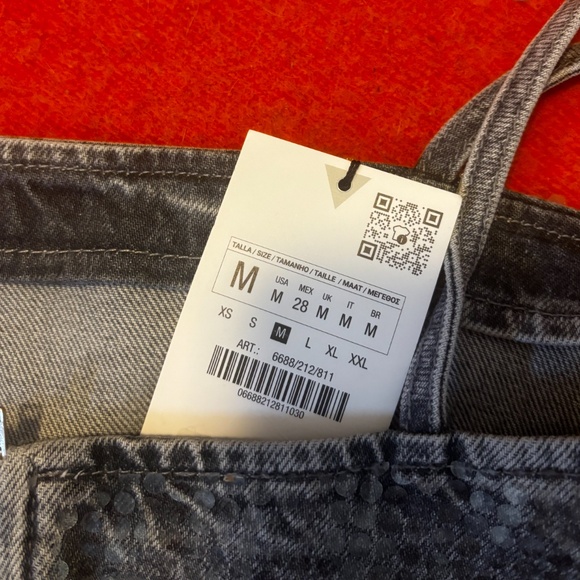 TALLA / SIZE / TAMANHO / TAILLE / MAAT / ΜΕΓΕΘΟΣ
M
USA MEX UK IT BR
M 28 M M M
XS S M L XL XXL
ART.: 6688/212/811
06688212811030